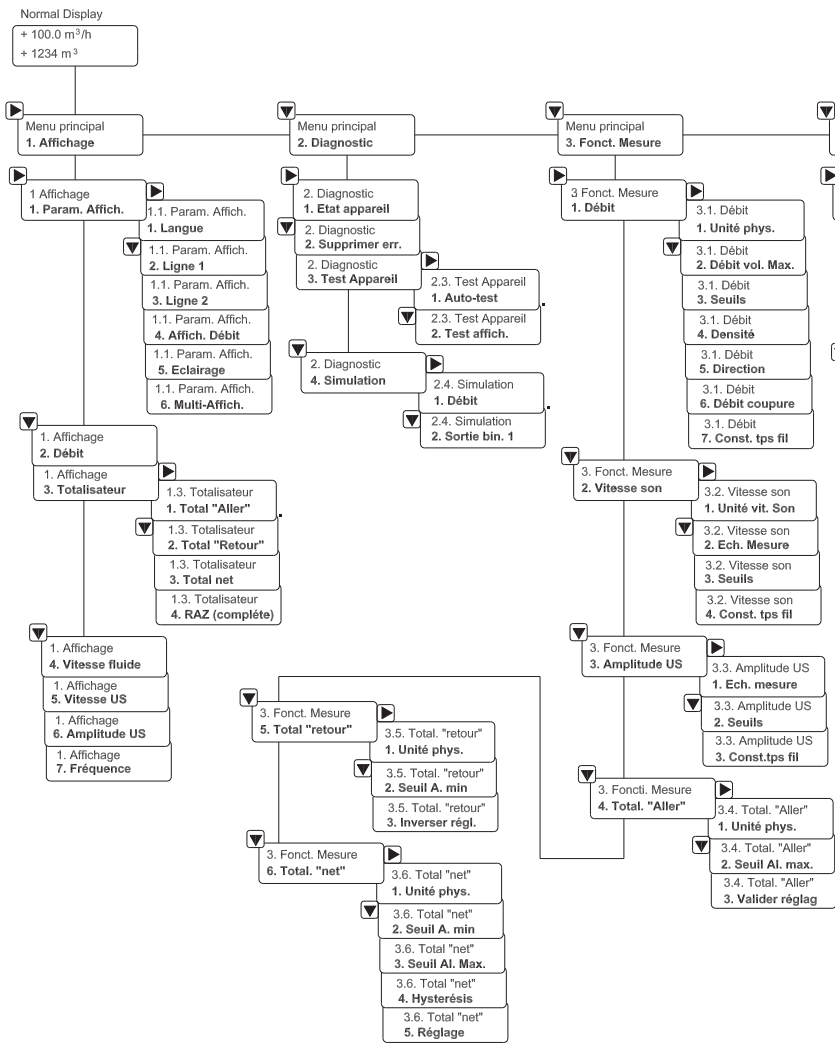 Normal Display
+ 100.0 m³/h
+ 1234 m³
Menu principal
1. Affichage
Menu principal
2. Diagnostic
Menu principal
3. Fonct. Mesure
1 Affichage
1. Param. Affich.
1.1. Param. Affich.
1. Langue
1.1. Param. Affich.
2. Ligne 1
1.1. Param. Affich.
3. Ligne 2
1.1. Param. Affich.
4. Affich. Débit
1.1. Param. Affich.
5. Eclairage
1.1. Param. Affich.
6. Multi-Affich.
1. Affichage
2. Débit
1. Affichage
3. Totalisateur
1.3. Totalisateur
1. Total "Aller"
1.3. Totalisateur
2. Total "Retour"
1.3. Totalisateur
3. Total net
1.3. Totalisateur
4. RAZ (compléte)
1. Affichage
4. Vitesse fluide
1. Affichage
5. Vitesse US
1. Affichage
6. Amplitude US
1. Affichage
7. Fréquence
2. Diagnostic
1. Etat appareil
2. Diagnostic
2. Supprimer err.
2. Diagnostic
3. Test Appareil
2.3. Test Appareil
1. Auto-test
2.3. Test Appareil
2. Test affich.
2. Diagnostic
4. Simulation
2.4. Simulation
1. Débit
2.4. Simulation
2. Sortie bin. 1
3 Fonct. Mesure
1. Débit
3.1. Débit
1. Unité phys.
3.1. Débit
2. Débit vol. Max.
3.1. Débit
3. Seuils
3.1. Débit
4. Densité
3.1. Débit
5. Direction
3.1. Débit
6. Débit coupure
3.1. Débit
7. Const. tps fil
3. Fonct. Mesure
2. Vitesse son
3.2. Vitesse son
1. Unité vit. Son
3.2. Vitesse son
2. Ech. Mesure
3.2. Vitesse son
3. Seuils
3.2. Vitesse son
4. Const. tps fil
3. Fonct. Mesure
3. Amplitude US
3.3. Amplitude US
1. Ech. mesure
3.3. Amplitude US
2. Seuils
3.3. Amplitude US
3. Const.tps fil
3. Foncti. Mesure
4. Total. "Aller"
3.4. Total. "Aller"
1. Unité phys.
3.4. Total. "Aller"
2. Seuil Al. max.
3.4. Total. "Aller"
3. Valider réglag
3. Fonct. Mesure
5. Total "retour"
3.5. Total. "retour"
1. Unité phys.
3.5. Total. "retour"
2. Seuil A. min
3.5. Total. "retour"
3. Inverser régl.
3. Fonct. Mesure
6. Total. "net"
3.6. Total "net"
1. Unité phys.
3.6. Total "net"
2. Seuil A. min
3.6. Total "net"
3. Seuil Al. Max.
3.6. Total "net"
4. Hysterésis
3.6. Total "net"
5. Réglage